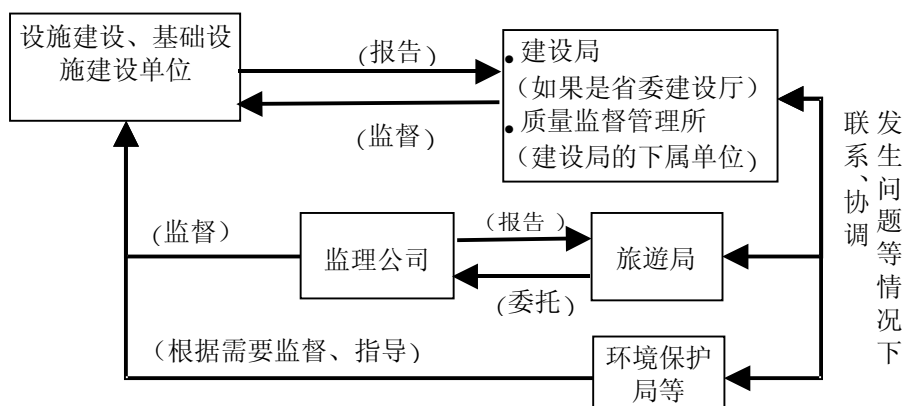 设施建设、基础设
施建设单位
(报告)
(监督)
• 建设局
(如果是省委建设厅)
• 质量监督管理所
(建设局的下属单位)
发生问题等情况下
联系、协调
(监督)
监理公司
(报告)
(委托)
旅遊局
(根据需要监督、指导)
环境保护
局等